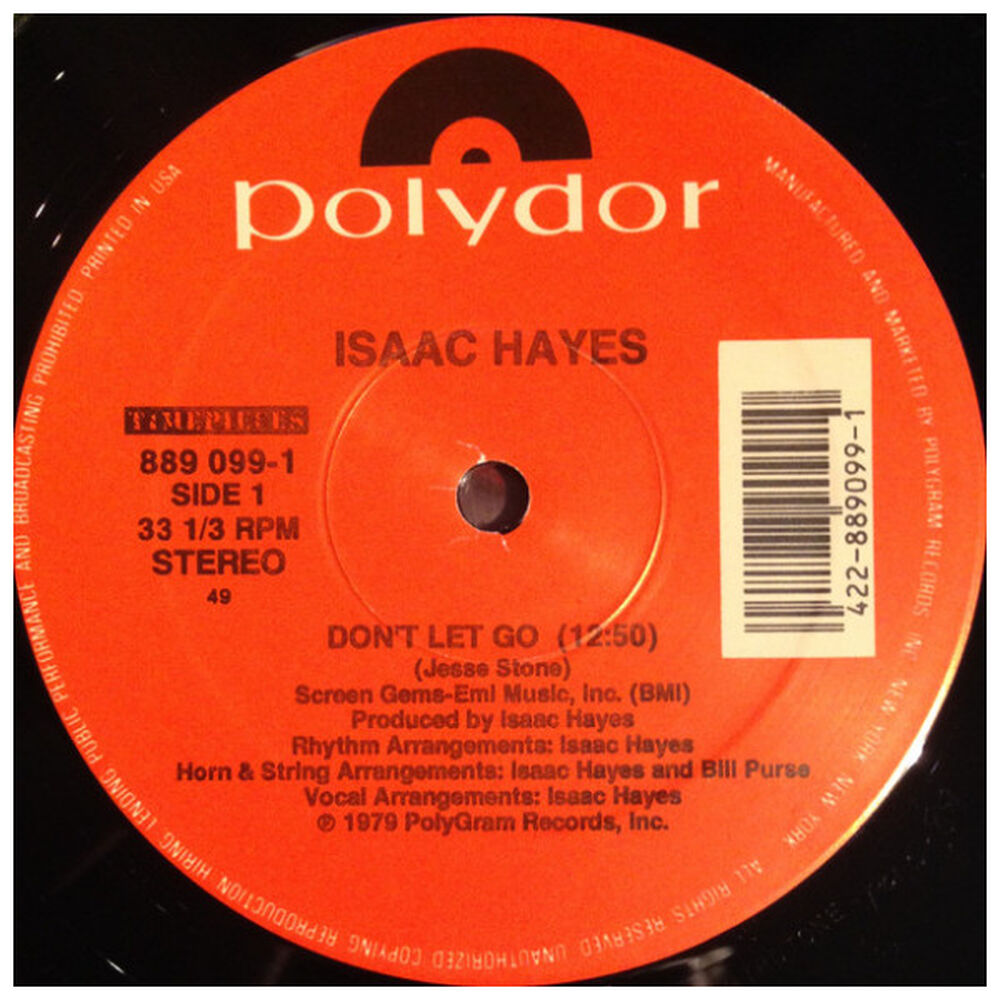 polydor
ISAAC HAYES
TIMEPIECES
889 099-1
SIDE 1
33 1/3 RPM
STEREO
49
422-889099-1
DON'T LET GO (12:50)
(Jesse Stone)
Screen Gems-EMI Music, Inc. (BMI)
Produced by Isaac Hayes
Rhythm Arrangements: Isaac Hayes
Horn & String Arrangements: Isaac Hayes and Bill Purse
Vocal Arrangements: Isaac Hayes
℗ 1979 PolyGram Records, Inc.
MANUFACTURED AND MARKETED BY POLYGRAM RECORDS INC NEW YORK NEW YORK ALL RIGHTS RESERVED UNAUTHORIZED COPYING REPRODUCTION HIRING LENDING PUBLIC PERFORMANCE AND BROADCASTING PROHIBITED PRINTED IN USA